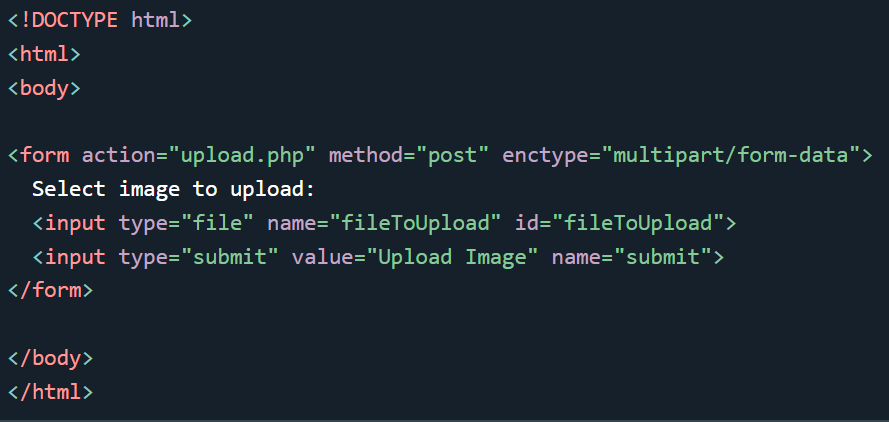 <!DOCTYPE html>
<html>
<body>
<form action="upload.php" method="post" enctype="multipart/form-data">
Select image to upload:
<input type="file" name="fileToUpload" id="fileToUpload">
<input type="submit" value="Upload Image" name="submit">
</form>
</body>
</html>